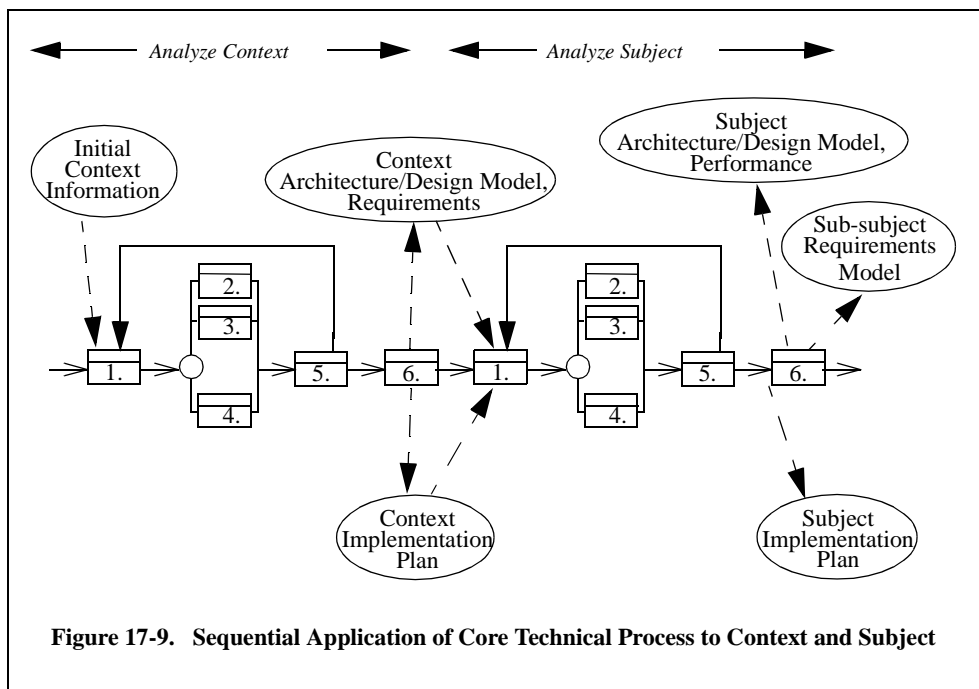 Analyze Context
Analyze Subject
Initial
Context
Information
Context
Architecture/Design Model,
Requirements
Subject
Architecture/Design Model,
Performance
Sub-subject
Requirements
Model
2.
3.
1.
5.
6.
4.
2.
3.
1.
5.
6.
4.
Context
Implementation
Plan
Subject
Implementation
Plan
Figure 17-9. Sequential Application of Core Technical Process to Context and Subject